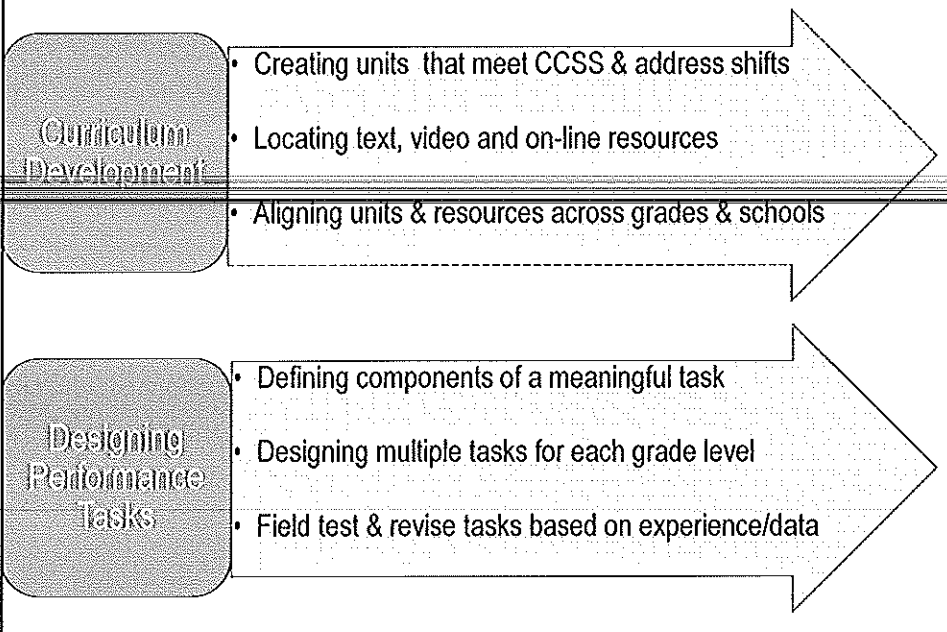 Curriculum
Development
• Creating units that meet CCSS & address shifts
• Locating text, video and on-line resources
• Aligning units & resources across grades & schools
Designing
Performance
Tasks
• Defining components of a meaningful task
• Designing multiple tasks for each grade level
• Field test & revise tasks based on experience/data